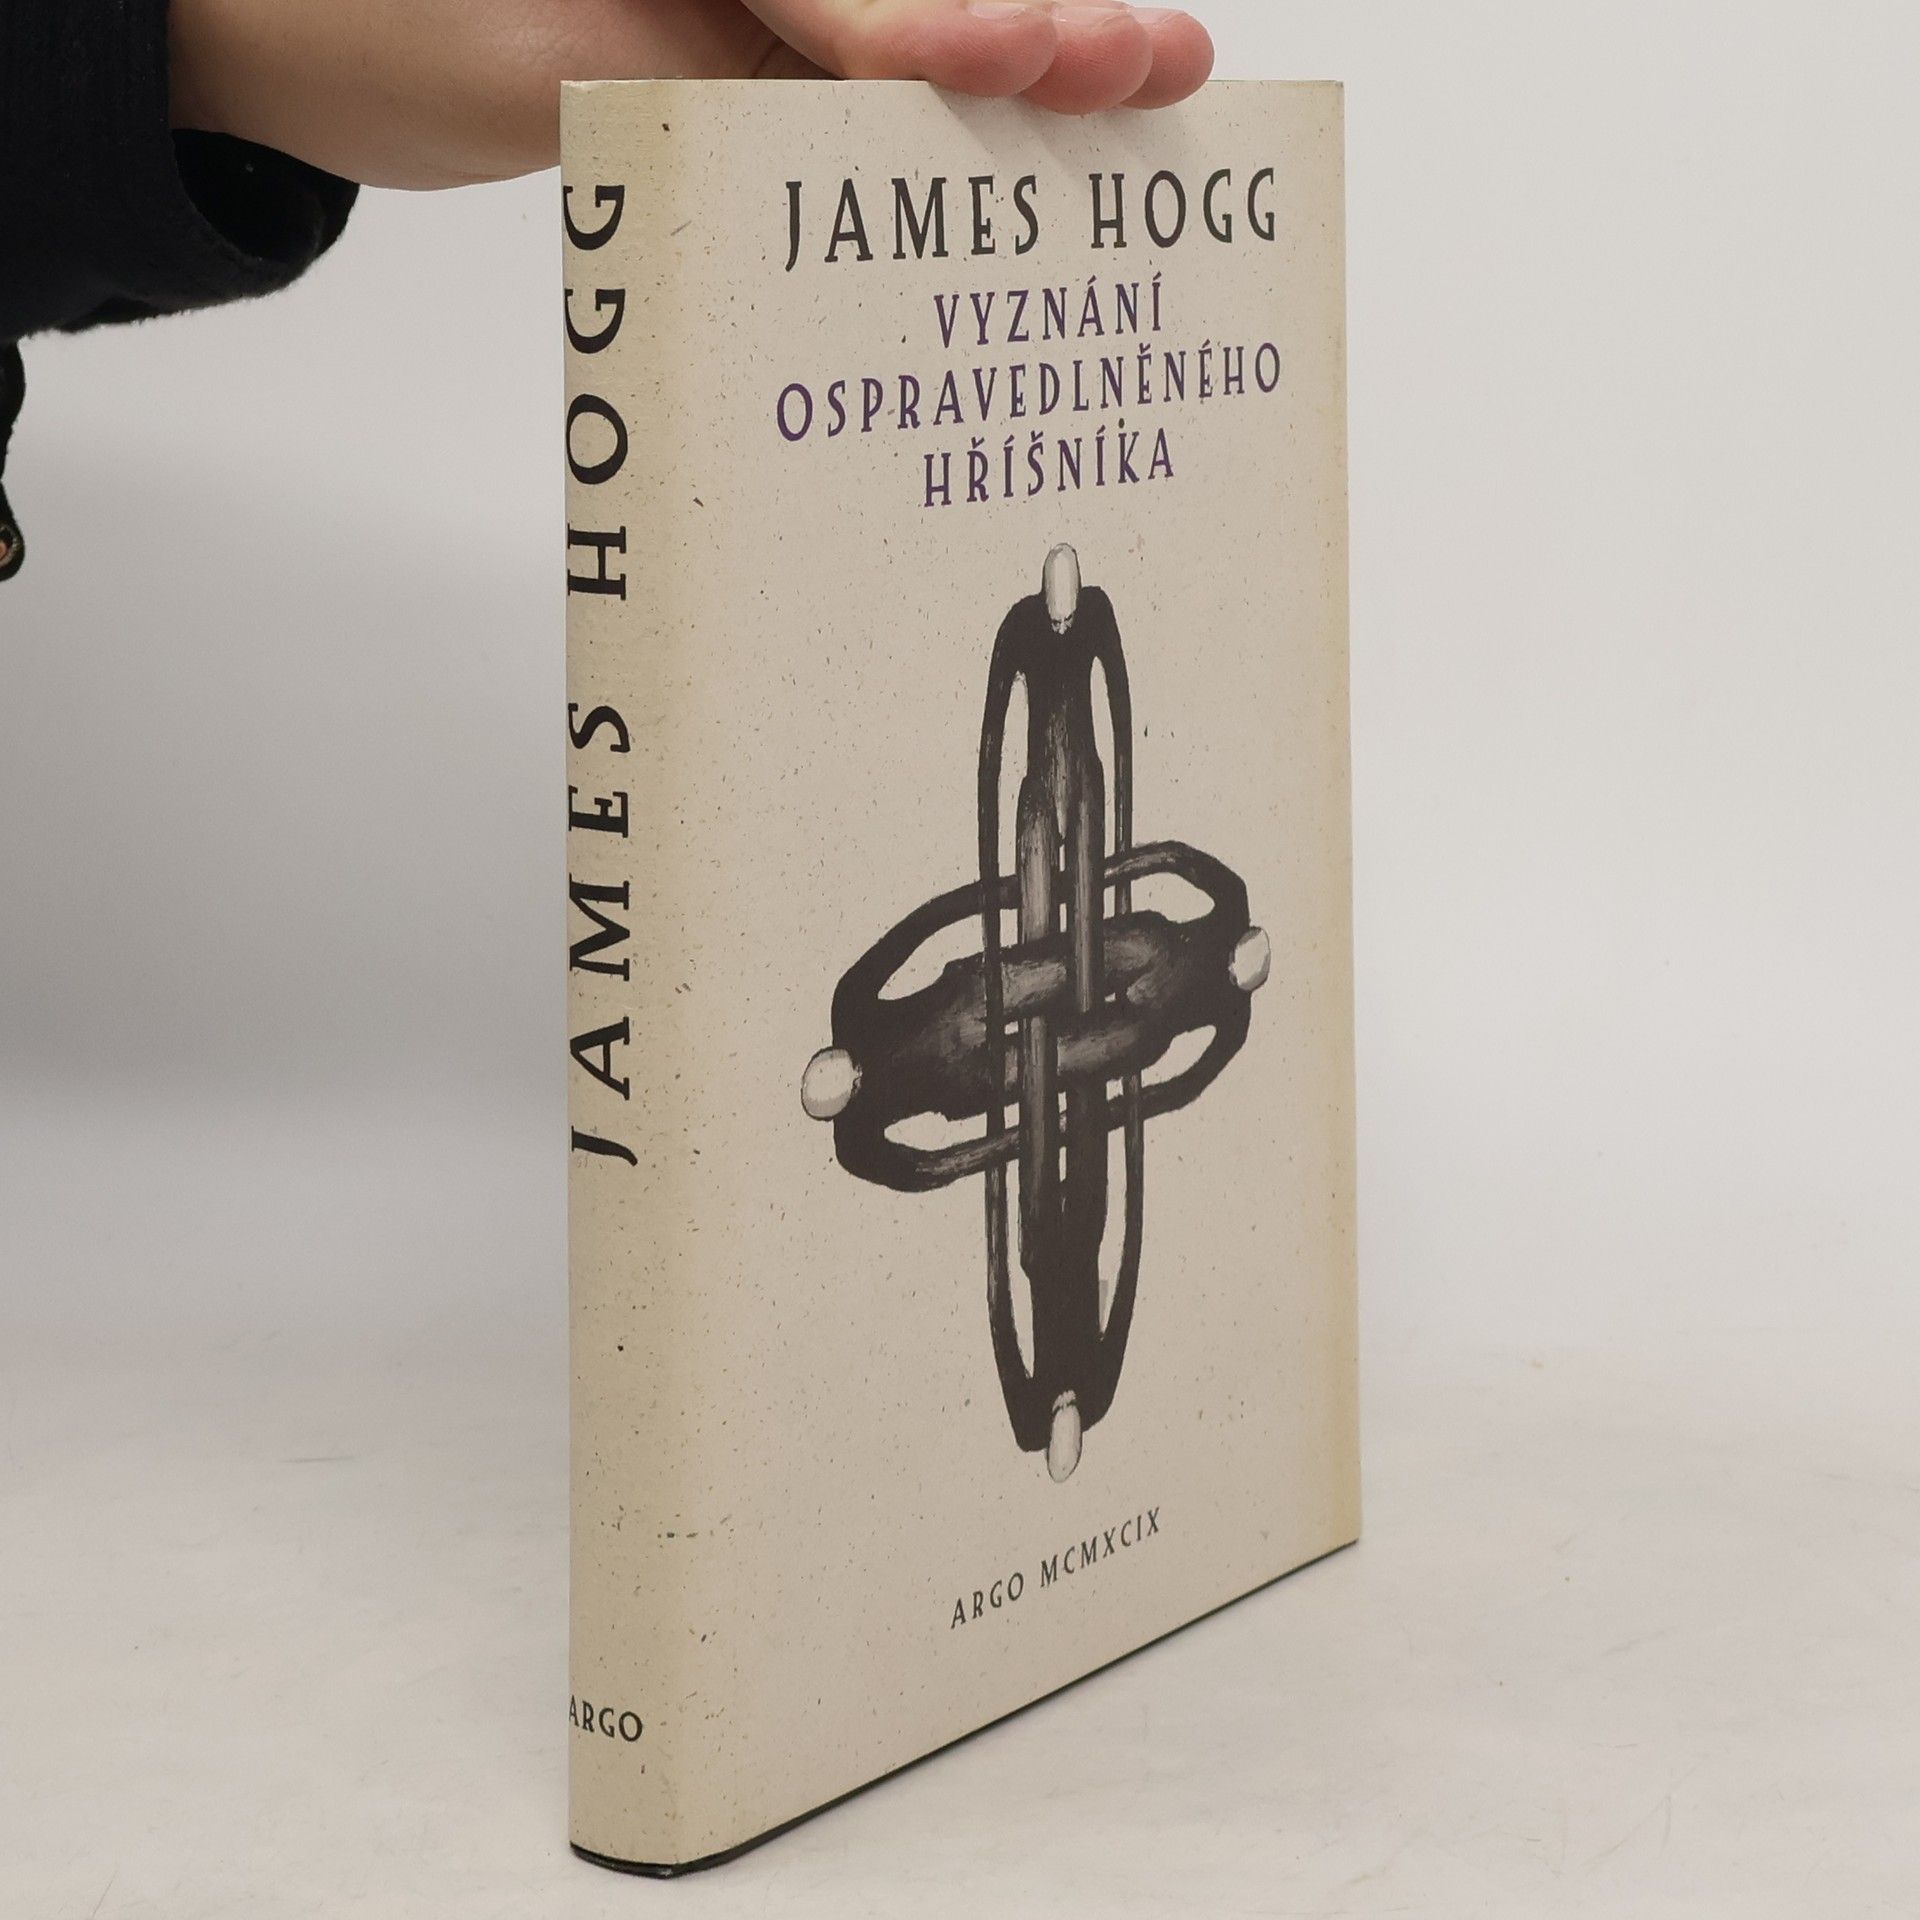 JAMES HOGG
ARGO
JAMES HOGG
VYZNÁNÍ
OSPRAVEDLNĚNÉHO
HŘÍŠNÍKA
ARGO MCMXCIX